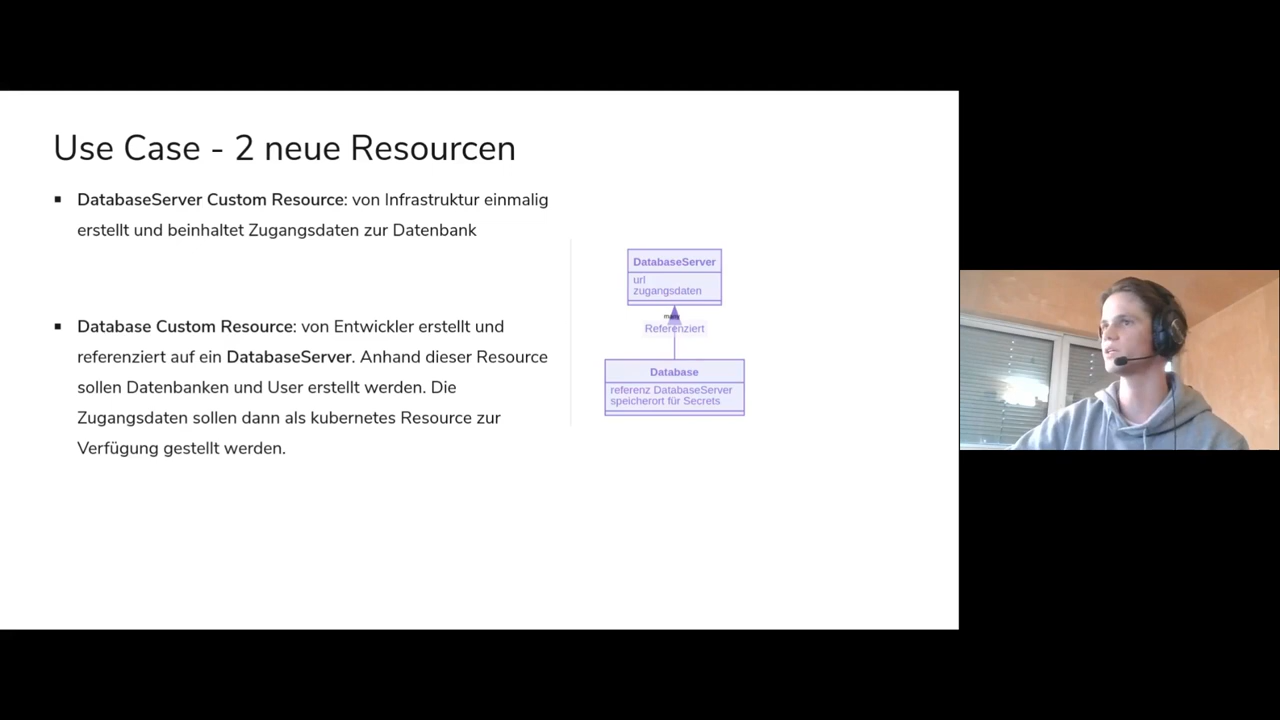 Use Case - 2 neue Resourcen
▪ DatabaseServer Custom Resource: von Infrastruktur einmalig
erstellt und beinhaltet Zugangsdaten zur Datenbank
▪ Database Custom Resource: von Entwickler erstellt und
referenziert auf ein DatabaseServer. Anhand dieser Resource
sollen Datenbanken und User erstellt werden. Die
Zugangsdaten sollen dann als kubernetes Resource zur
Verfügung gestellt werden.
DatabaseServer
url
zugangsdaten
many
Referenziert
Database
referenz DatabaseServer
speicherort für Secrets